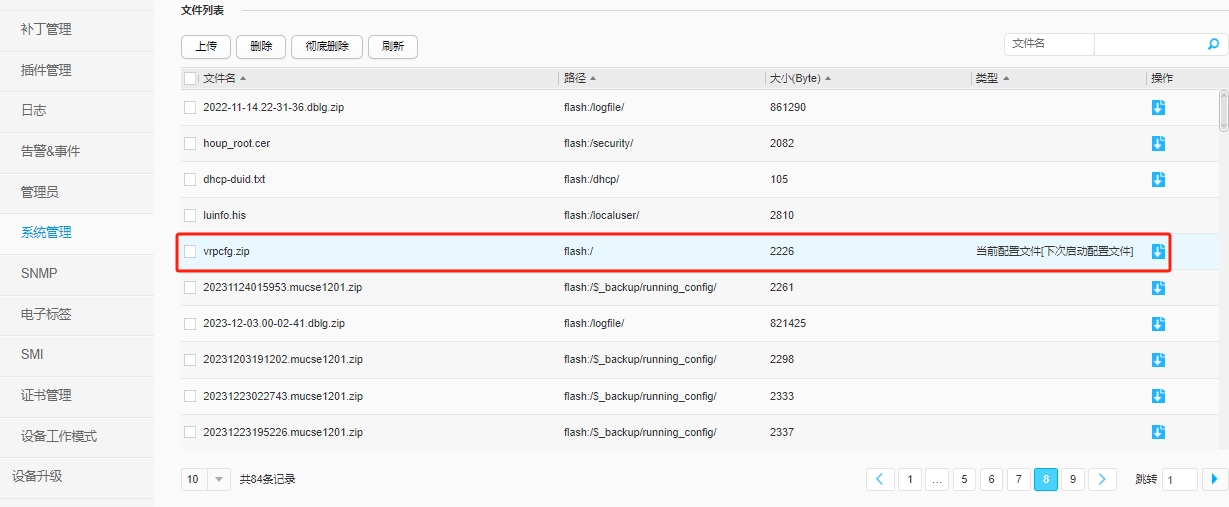 文件列表
补丁管理
插件管理
日志
告警&事件
管理员
系统管理
SNMP
电子标签
SMI
证书管理
设备工作模式
设备升级
上传 删除 彻底删除 刷新 文件名
文件名 路径 大小(Byte) 类型 操作
2022-11-14.22-31-36.dblg.zip flash:/logfile/ 861290
houp_root.cer flash:/security/ 2082
dhcp-duid.txt flash:/dhcp/ 105
luinfo.his flash:/localuser/ 2810
vrpcfg.zip flash:/ 2226 当前配置文件[下次启动配置文件]
20231124015953.mucse1201.zip flash:/$_backup/running_config/ 2261
2023-12-03.00-02-41.dblg.zip flash:/logfile/ 821425
20231203191202.mucse1201.zip flash:/$_backup/running_config/ 2298
20231223022743.mucse1201.zip flash:/$_backup/running_config/ 2333
20231223195226.mucse1201.zip flash:/$_backup/running_config/ 2337
10 共84条记录 1 ... 5 6 7 8 9 跳转 1